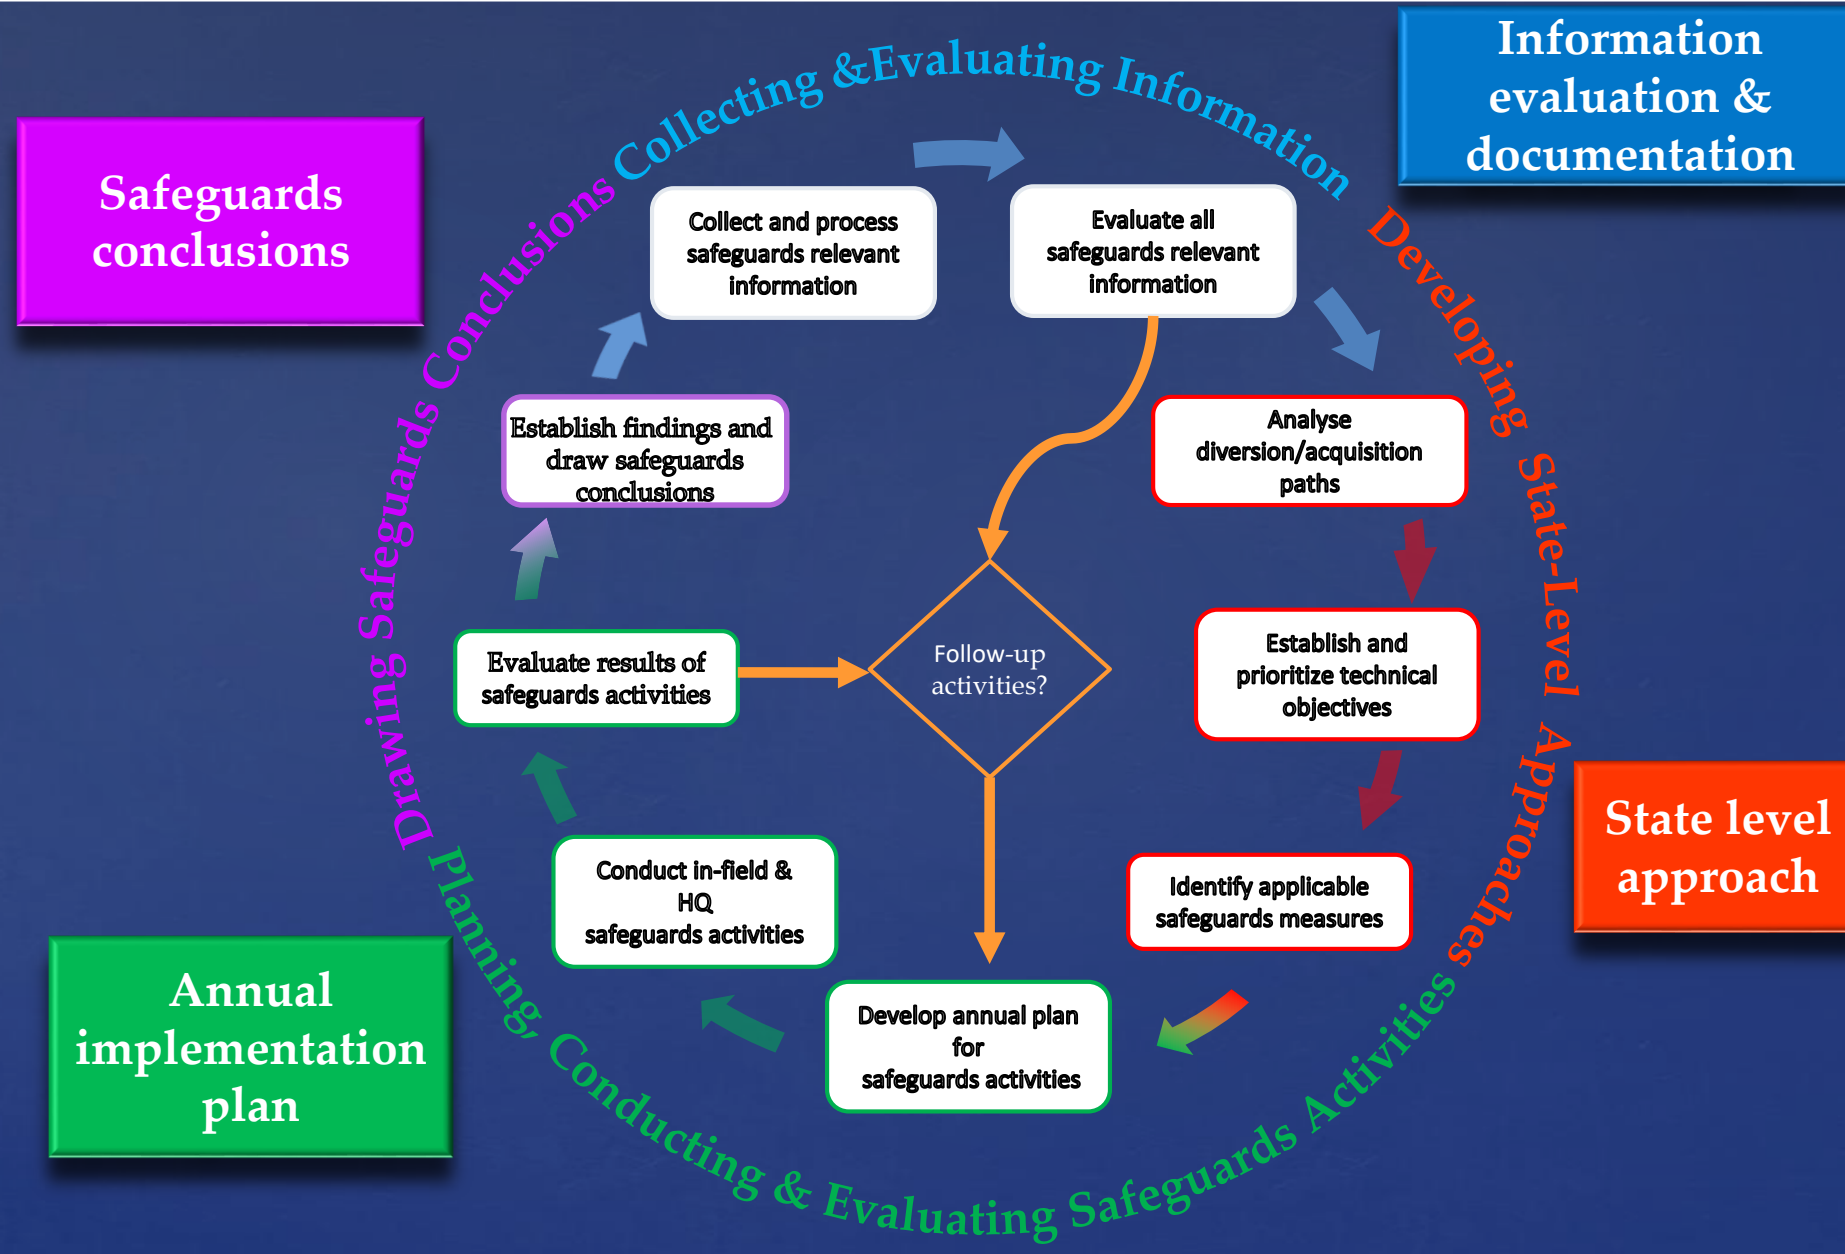 Information
evaluation &
documentation
Safeguards
conclusions
Collecting &Evaluating Information
Developing State-Level Approaches
Planning, Conducting & Evaluating Safeguards Activities
Drawing Safeguards Conclusions
Collect and process
safeguards relevant
information
Evaluate all
safeguards relevant
information
Analyse
diversion/acquisition
paths
Establish and
prioritize technical
objectives
Identify applicable
safeguards measures
Develop annual plan
for
safeguards activities
Conduct in-field &
HQ
safeguards activities
Evaluate results of
safeguards activities
Establish findings and
draw safeguards
conclusions
Follow-up
activities?
State level
approach
Annual
implementation
plan